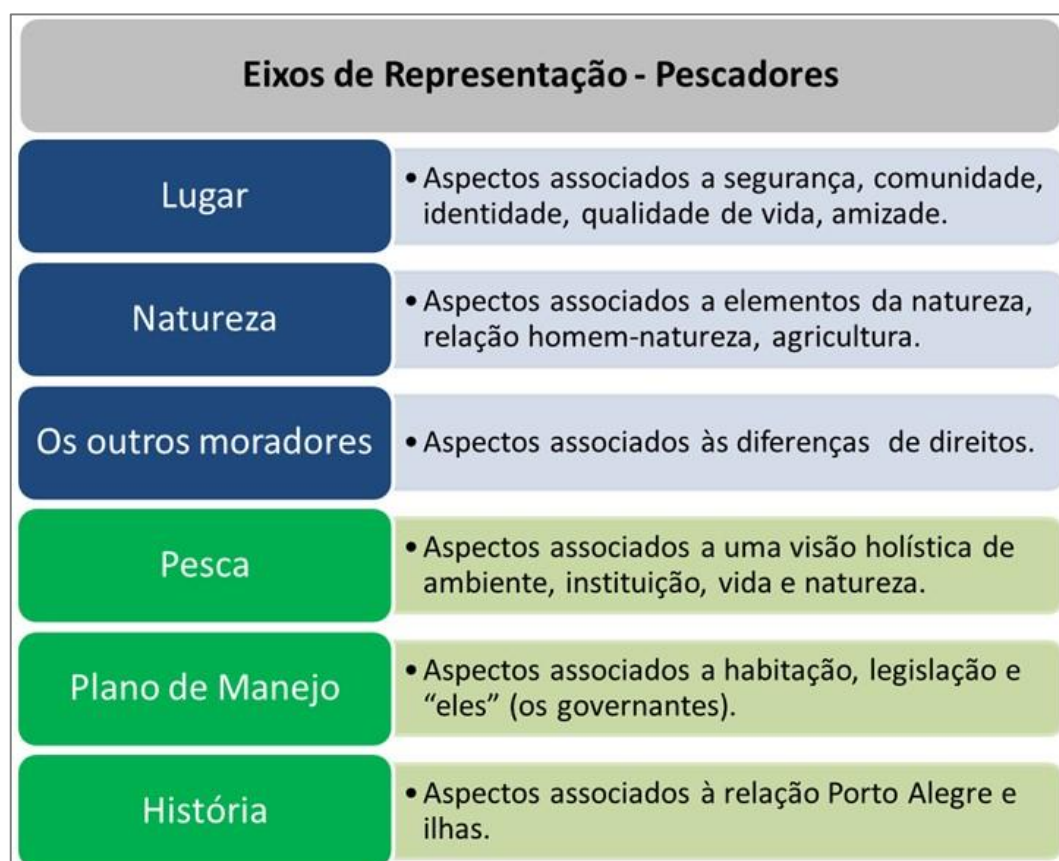 Eixos de Representação - Pescadores
Lugar
• Aspectos associados a segurança, comunidade,
identidade, qualidade de vida, amizade.
Natureza
• Aspectos associados a elementos da natureza,
relação homem-natureza, agricultura.
Os outros moradores
• Aspectos associados às diferenças de direitos.
Pesca
• Aspectos associados a uma visão holística de
ambiente, instituição, vida e natureza.
Plano de Manejo
• Aspectos associados a habitação, legislação e
“eles” (os governantes).
História
• Aspectos associados à relação Porto Alegre e
ilhas.